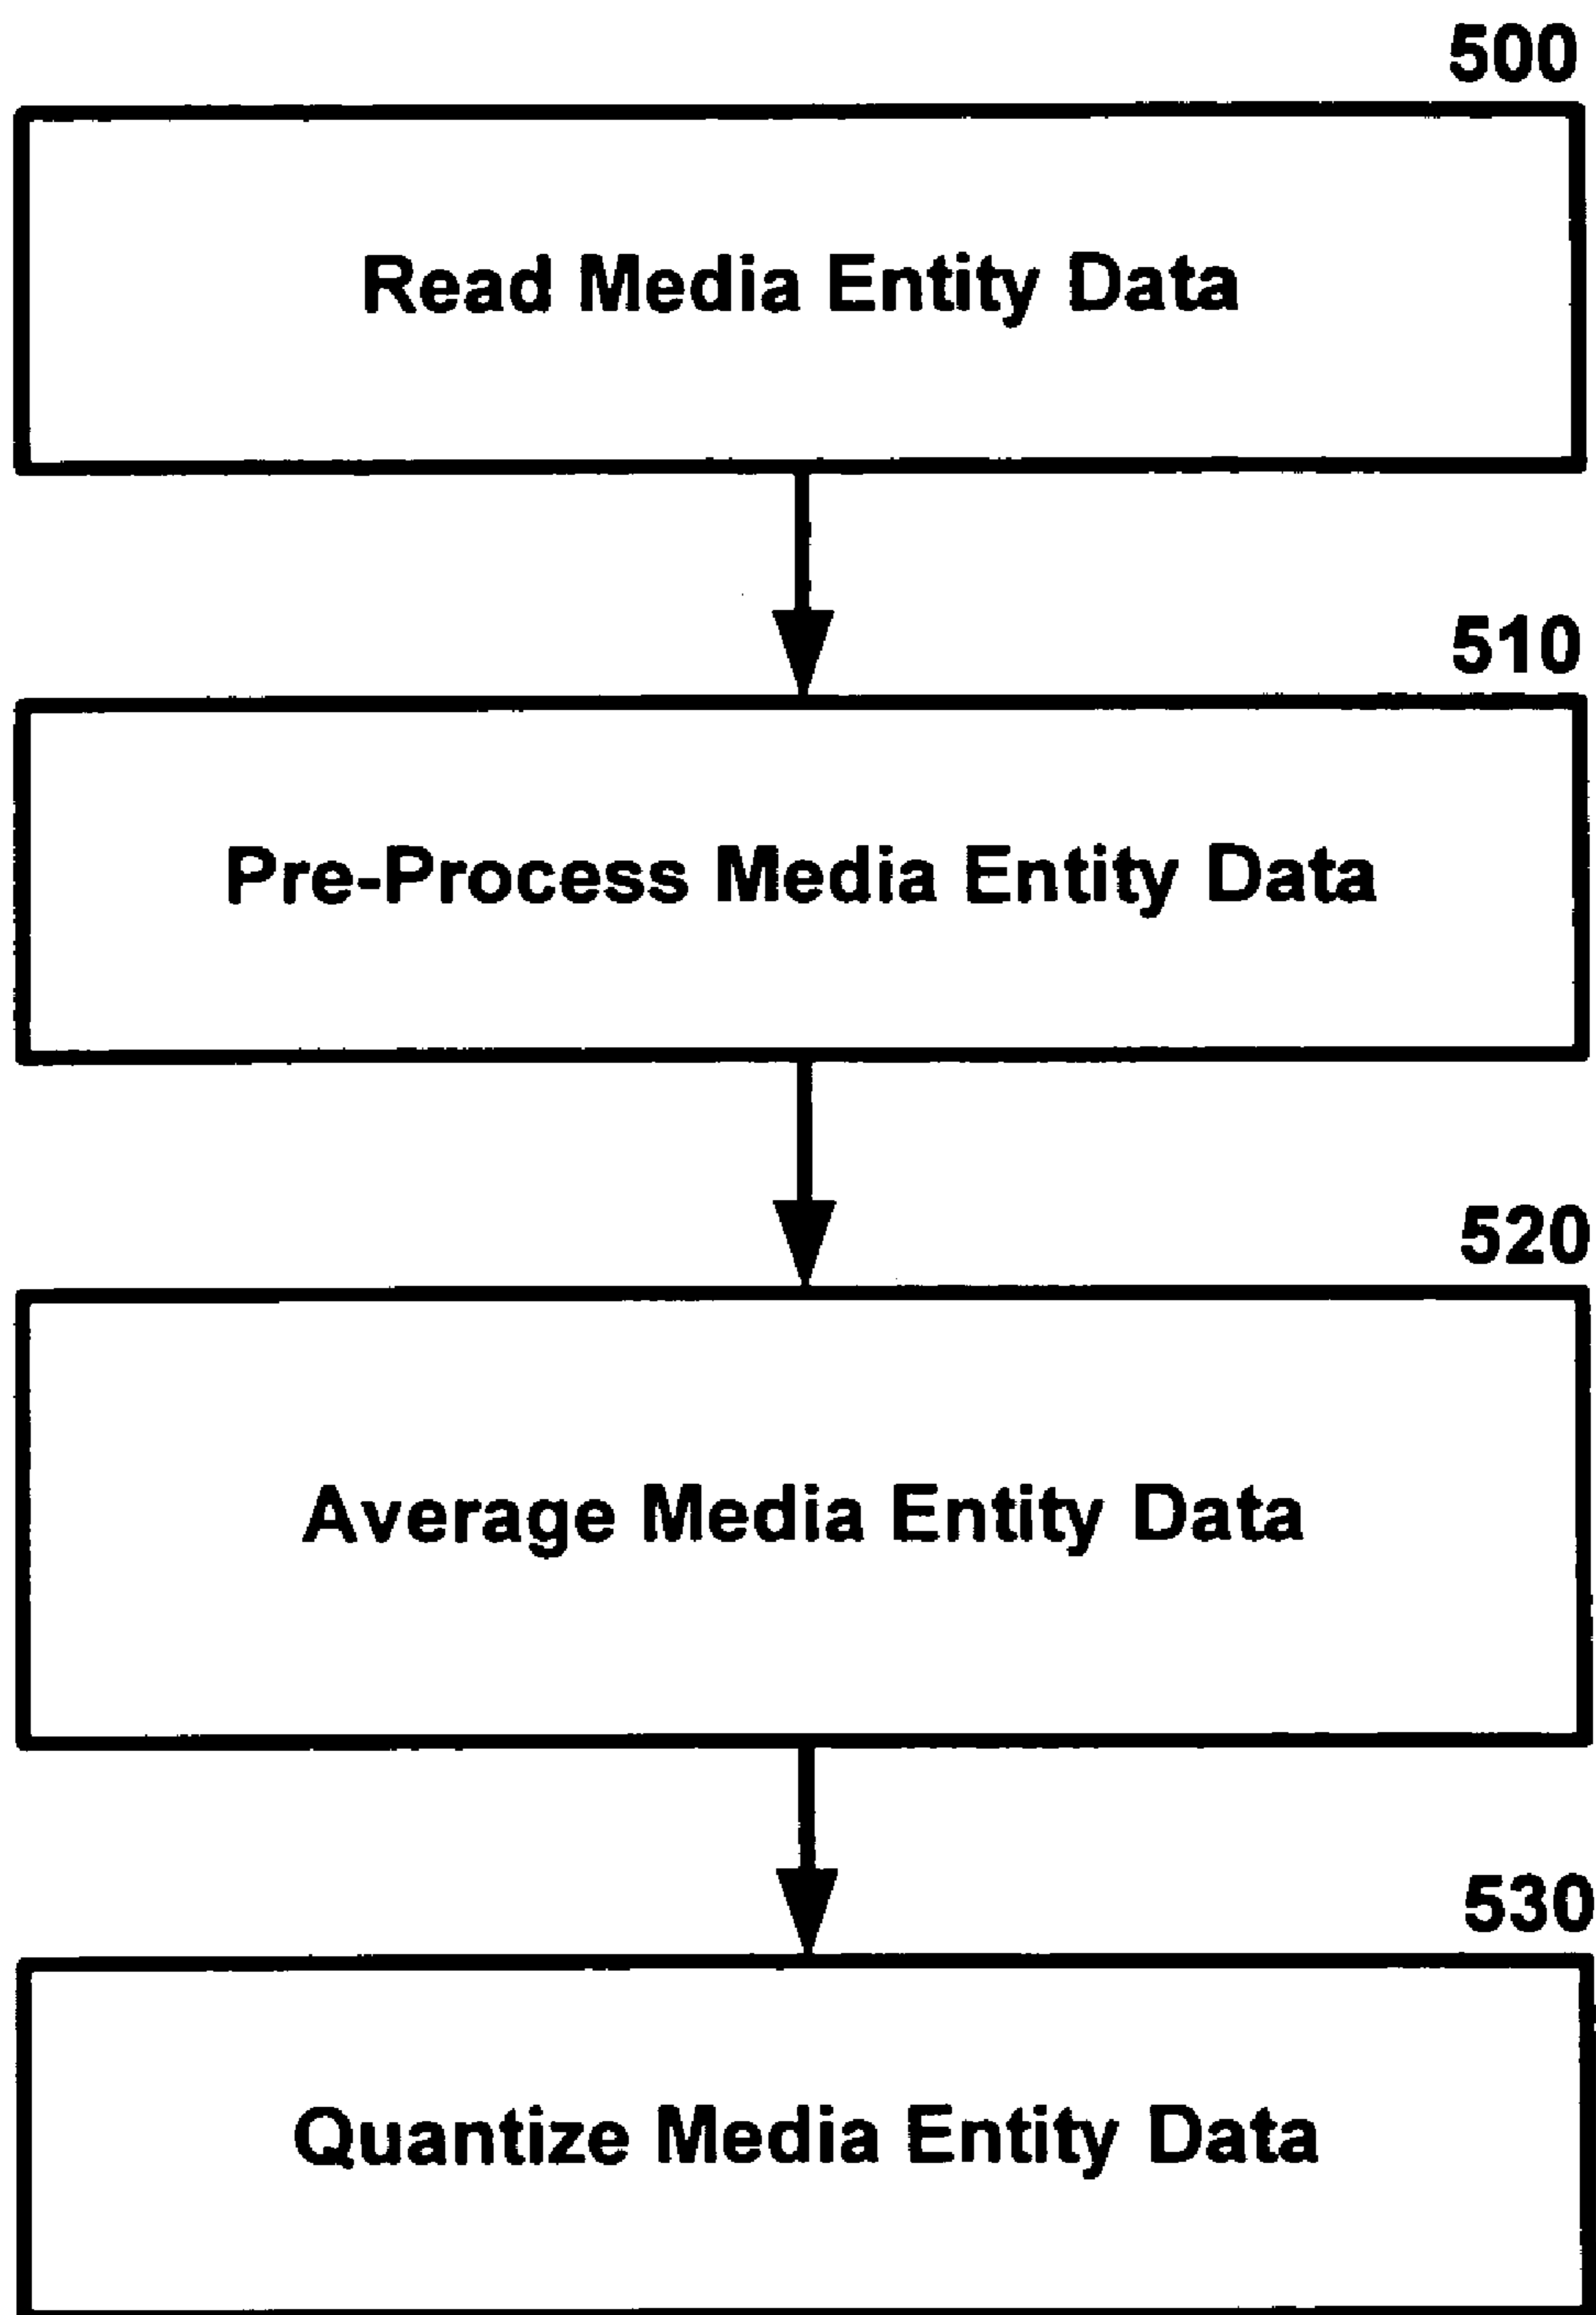 500
Read Media Entity Data
510
Pre-Process Media Entity Data
520
Average Media Entity Data
530
Quantize Media Entity Data